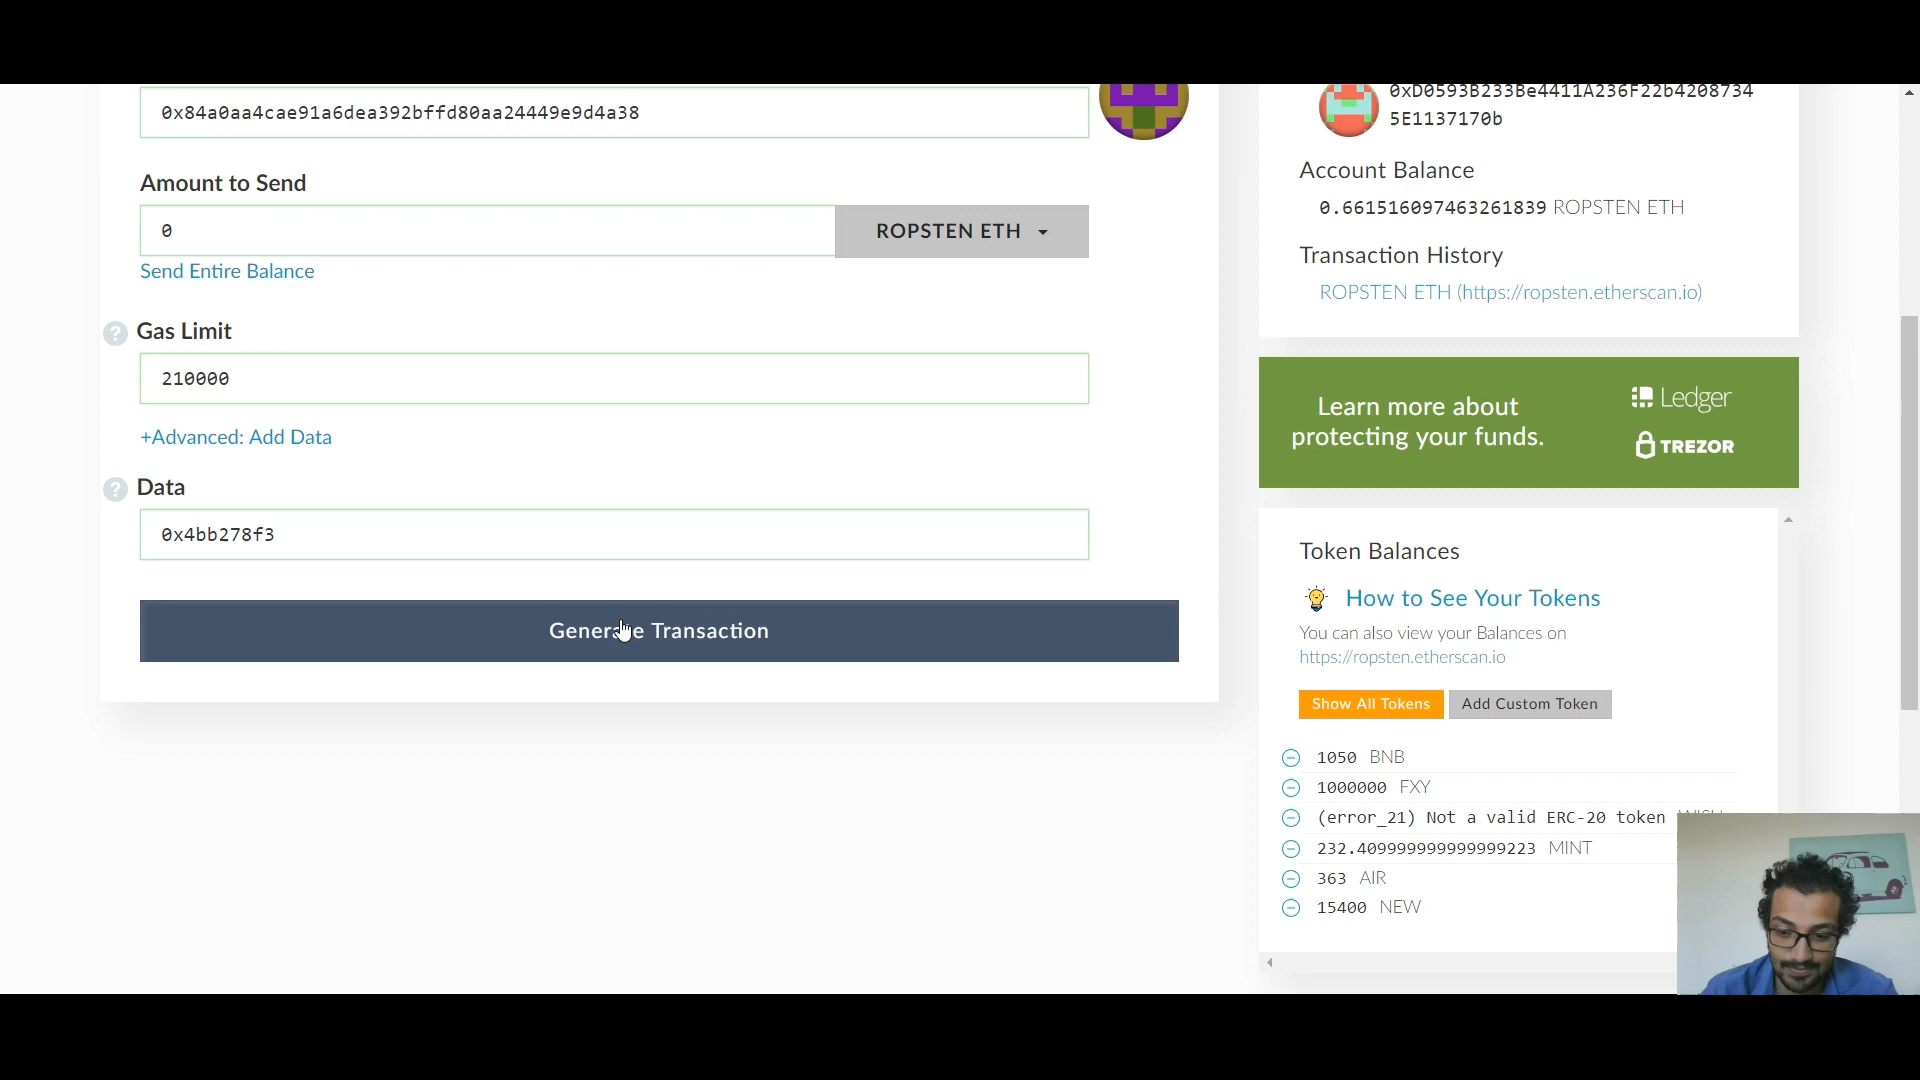 0x84a0aa4cae91a6dea392bffd80aa24449e9d4a38
Amount to Send
0
ROPSTEN ETH
Send Entire Balance
? Gas Limit
210000
+Advanced: Add Data
? Data
0x4bb278f3
Generate Transaction
0xD0593B233Be4411A236F22b4208734
5E1137170b
Account Balance
0.661516097463261839 ROPSTEN ETH
Transaction History
ROPSTEN ETH (https://ropsten.etherscan.io)
Learn more about
protecting your funds.
Ledger
TREZOR
Token Balances
How to See Your Tokens
You can also view your Balances on
https://ropsten.etherscan.io
Show All Tokens
Add Custom Token
1050 BNB
1000000 FXY
(error_21) Not a valid ERC-20 token
232.409999999999999223 MINT
363 AIR
15400 NEW